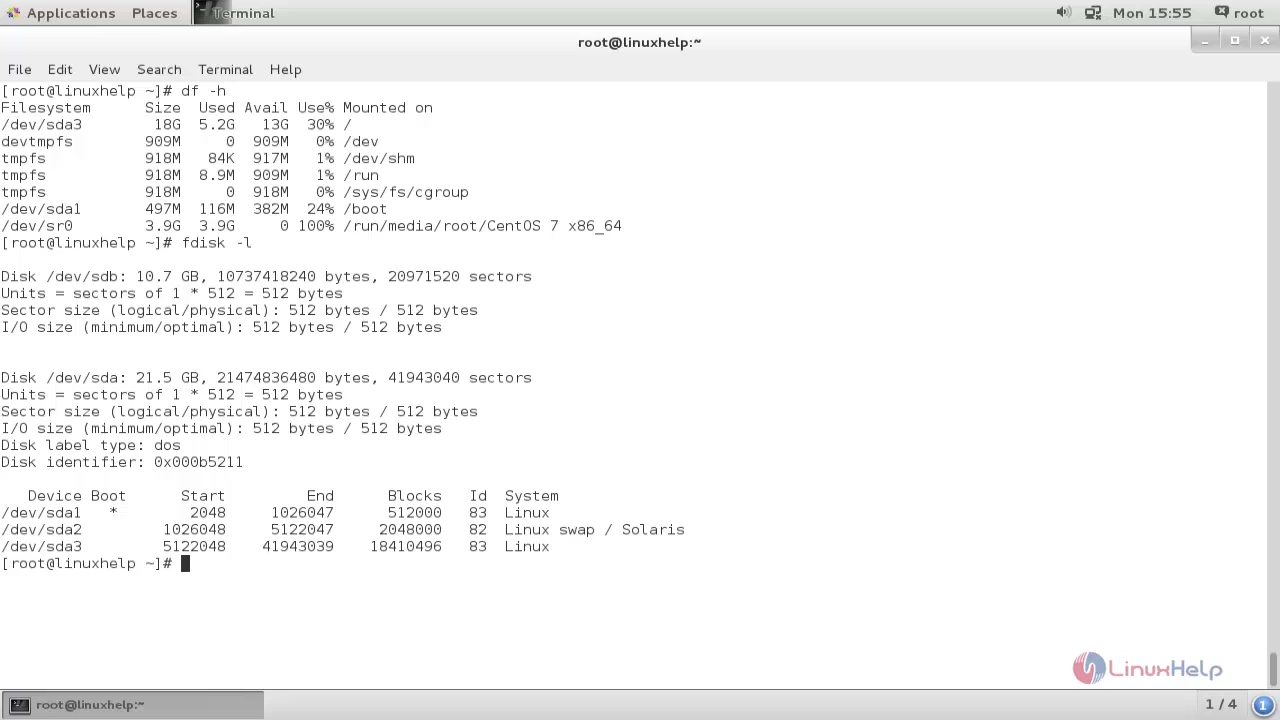 Applications Places Terminal Mon 15:55 root
root@linuxhelp:~
File Edit View Search Terminal Help
[root@linuxhelp ~]# df -h
Filesystem Size Used Avail Use% Mounted on
/dev/sda3 18G 5.2G 13G 30% /
devtmpfs 909M 0 909M 0% /dev
tmpfs 918M 84K 917M 1% /dev/shm
tmpfs 918M 8.9M 909M 1% /run
tmpfs 918M 0 918M 0% /sys/fs/cgroup
/dev/sda1 497M 116M 382M 24% /boot
/dev/sr0 3.9G 3.9G 0 100% /run/media/root/CentOS 7 x86_64
[root@linuxhelp ~]# fdisk -l
Disk /dev/sdb: 10.7 GB, 10737418240 bytes, 20971520 sectors
Units = sectors of 1 * 512 = 512 bytes
Sector size (logical/physical): 512 bytes / 512 bytes
I/O size (minimum/optimal): 512 bytes / 512 bytes
Disk /dev/sda: 21.5 GB, 21474836480 bytes, 41943040 sectors
Units = sectors of 1 * 512 = 512 bytes
Sector size (logical/physical): 512 bytes / 512 bytes
I/O size (minimum/optimal): 512 bytes / 512 bytes
Disk label type: dos
Disk identifier: 0x000b5211
Device Boot Start End Blocks Id System
/dev/sda1 * 2048 1026047 512000 83 Linux
/dev/sda2 1026048 5122047 2048000 82 Linux swap / Solaris
/dev/sda3 5122048 41943039 18410496 83 Linux
[root@linuxhelp ~]#
LinuxHelp
root@linuxhelp:~ 1 / 4 1